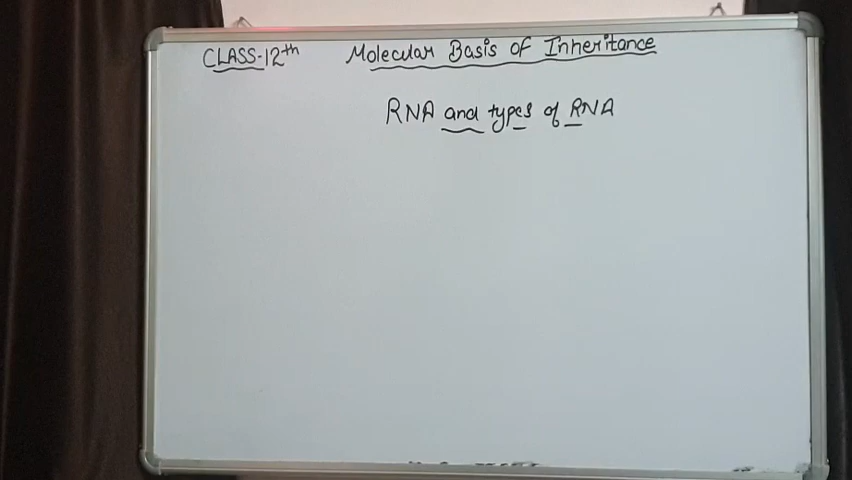 CLASS-12th Molecular Basis of Inheritance
RNA and types of RNA